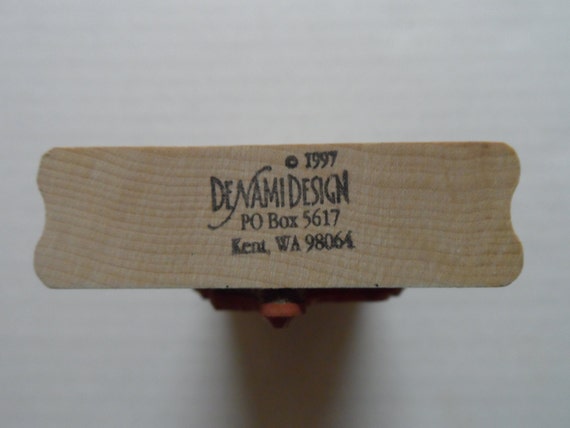 © 1997
DeNami Design
PO Box 5617
Kent, WA 98064